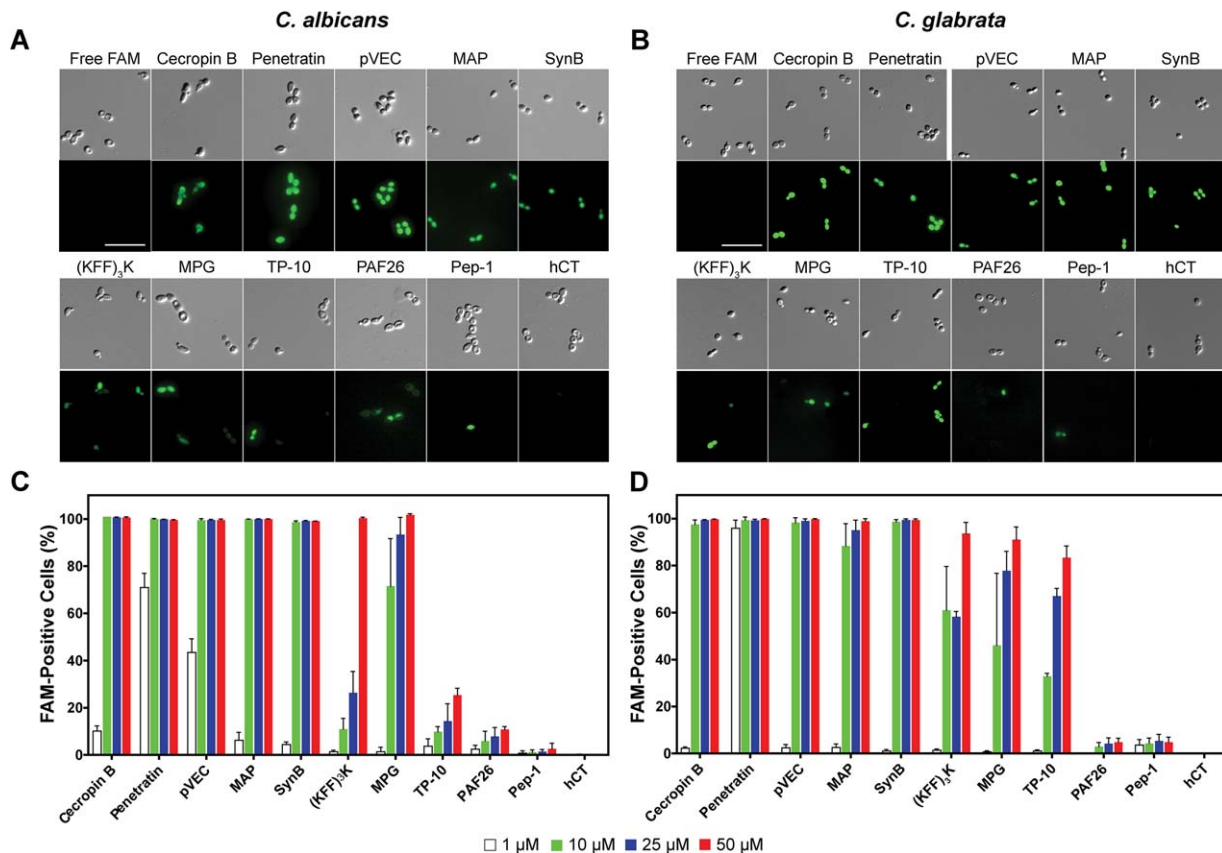 C. albicans
C. glabrata
A
B
Free FAM Cecropin B Penetratin pVEC MAP SynB
Free FAM Cecropin B Penetratin pVEC MAP SynB
(KFF)₃K MPG TP-10 PAF26 Pep-1 hCT
(KFF)₃K MPG TP-10 PAF26 Pep-1 hCT
C
FAM-Positive Cells (%)
100
80
60
40
20
0
Cecropin B Penetratin pVEC MAP SynB (KFF)₃K MPG TP-10 PAF26 Pep-1 hCT
D
FAM-Positive Cells (%)
100
80
60
40
20
0
Cecropin B Penetratin pVEC MAP SynB (KFF)₃K MPG TP-10 PAF26 Pep-1 hCT
1 µM 10 µM 25 µM 50 µM